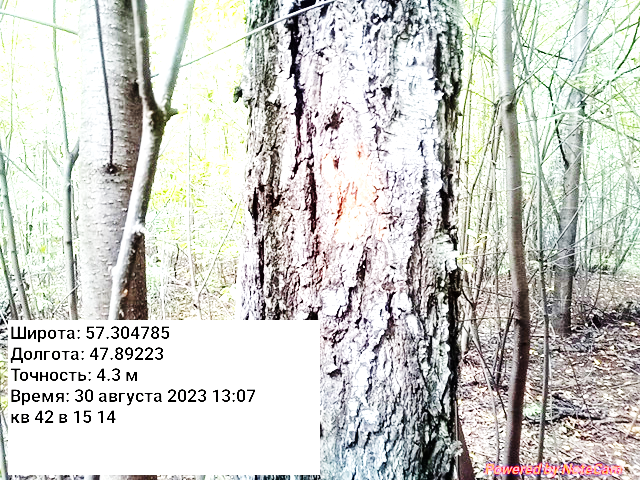 Широта: 57.304785
Долгота: 47.89223
Точность: 4.3 м
Время: 30 августа 2023 13:07
кв 42 в 15 14
Powered by NoteCam